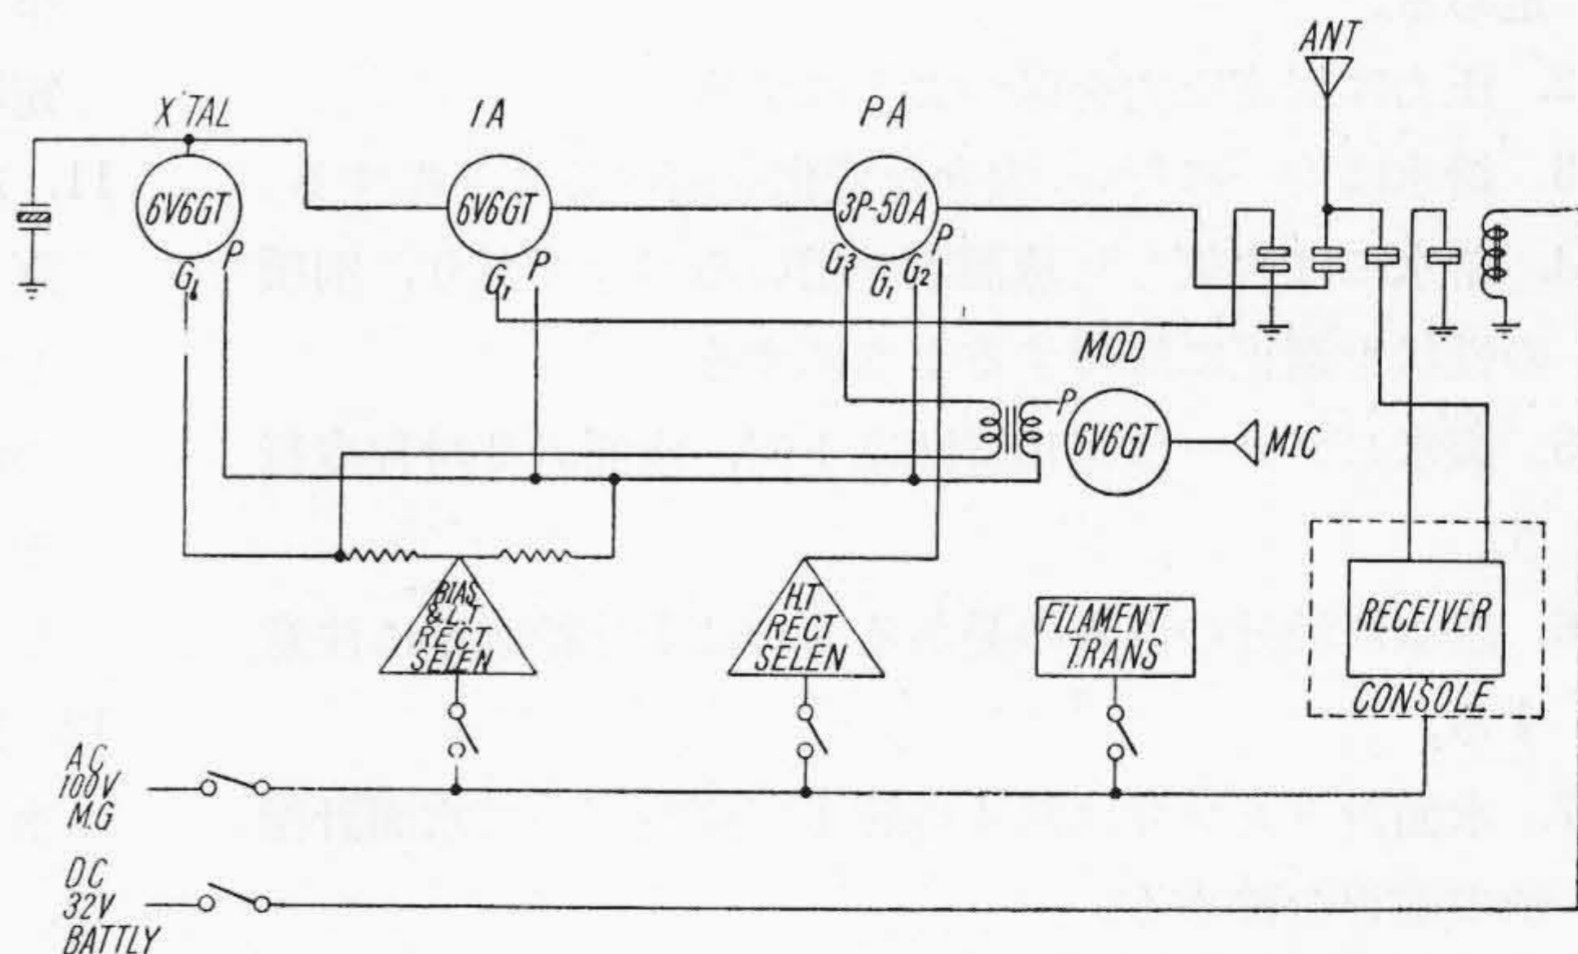 ANT
X'TAL
1A
PA
6V6GT
6V6GT
3P-50A
G1
P
G1
P
G3
G1
G2
P
MOD
P
6V6GT
MIC
BIAS
& L.T
RECT
SELEN
H.T
RECT
SELEN
FILAMENT
TRANS
RECEIVER
CONSOLE
AC
100V
M.G
DC
32V
BATTLY